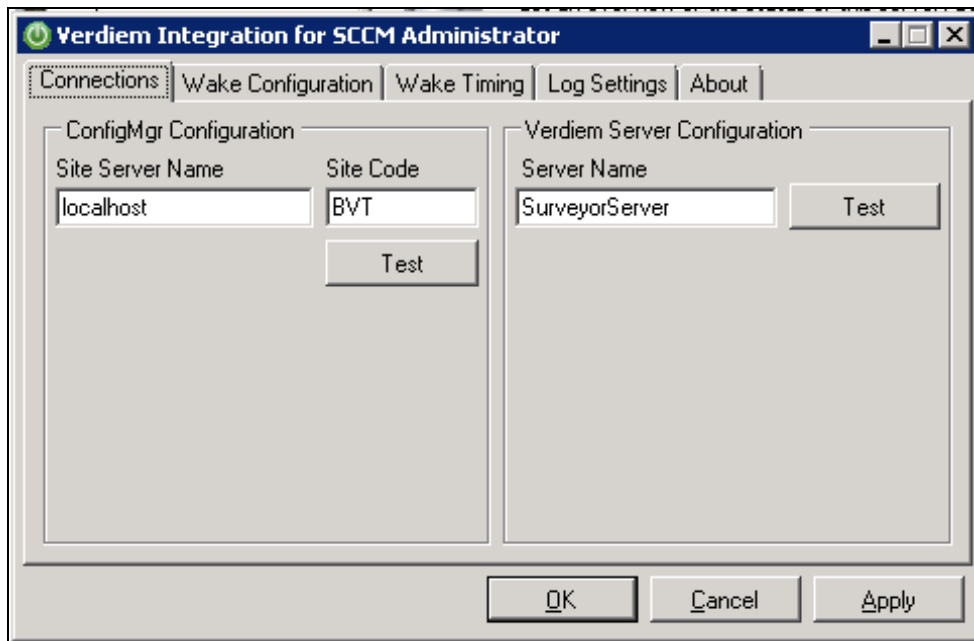 Verdiem Integration for SCCM Administrator
Connections Wake Configuration Wake Timing Log Settings About
ConfigMgr Configuration
Site Server Name Site Code
localhost BVT
Test
Verdiem Server Configuration
Server Name
SurveyorServer Test
OK Cancel Apply